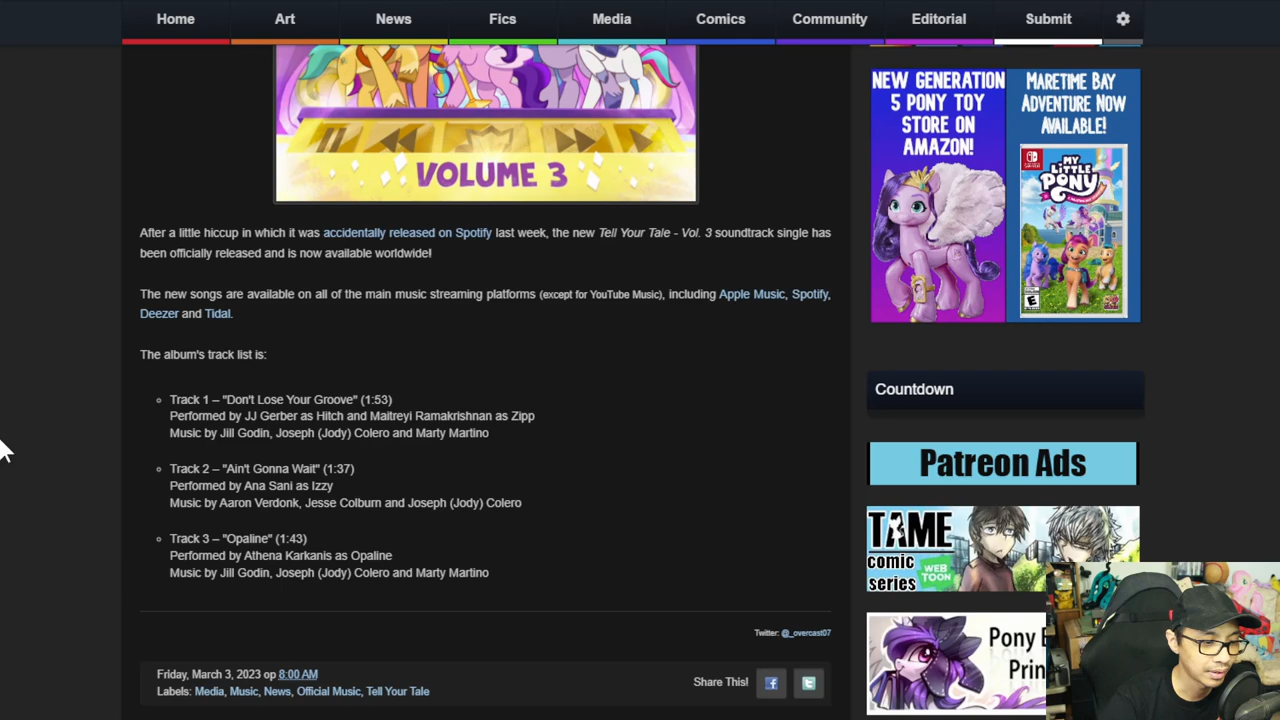 Home Art News Fics Media Comics Community Editorial Submit
VOLUME 3
After a little hiccup in which it was accidentally released on Spotify last week, the new Tell Your Tale - Vol. 3 soundtrack single has
been officially released and is now available worldwide!
The new songs are available on all of the main music streaming platforms (except for YouTube Music), including Apple Music, Spotify,
Deezer and Tidal.
The album's track list is:
Track 1 – "Don't Lose Your Groove" (1:53)
Performed by JJ Gerber as Hitch and Maitreyi Ramakrishnan as Zipp
Music by Jill Godin, Joseph (Jody) Colero and Marty Martino
Track 2 – "Ain't Gonna Wait" (1:37)
Performed by Ana Sani as Izzy
Music by Aaron Verdonk, Jesse Colburn and Joseph (Jody) Colero
Track 3 – "Opaline" (1:43)
Performed by Athena Karkanis as Opaline
Music by Jill Godin, Joseph (Jody) Colero and Marty Martino
Twitter: @_overcast07
Friday, March 3, 2023 op 8:00 AM
Labels: Media, Music, News, Official Music, Tell Your Tale
Share This!
NEW GENERATION
5 PONY TOY
STORE ON
AMAZON!
MARETIME BAY
ADVENTURE NOW
AVAILABLE!
MY
LITTLE
PONY
E
Countdown
Patreon Ads
TAME
comic
series
WEB
TOON
Pony
Prin